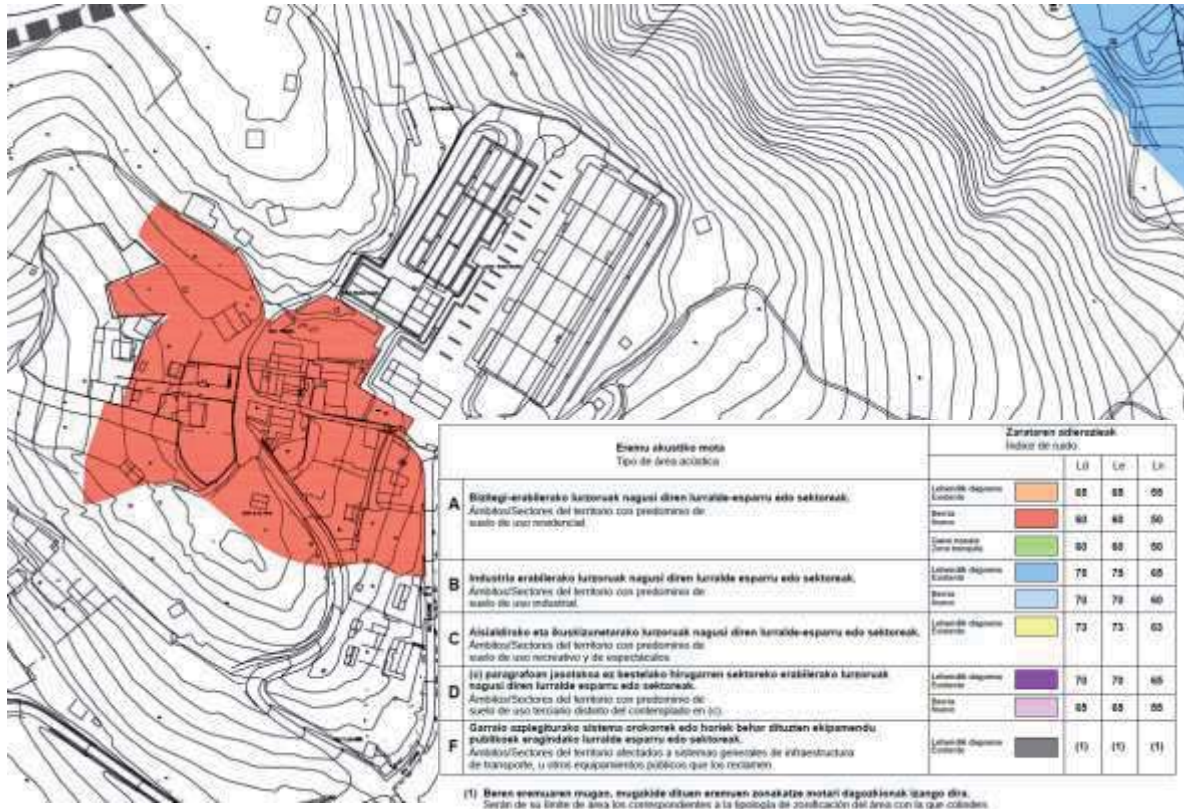 Eremu akustiko mota
Tipo de área acústica
Zarataren adierazleak
Índice de ruido
Ld Le Ln
A
Bizitegi-erabilerako lurzoruak nagusi diren lurralde-esparru edo sektoreak.
Ámbitos/Sectores del territorio con predominio de
suelo de uso residencial
Existente 65 65 55
Berria
Nuevo 60 60 50
Zona tranquila 60 60 50
B
Industria erabilerako lurzoruak nagusi diren lurralde esparru edo sektoreak.
Ámbitos/Sectores del territorio con predominio de
suelo de uso industrial.
Existente 75 75 65
Berria
Nuevo 70 70 60
C
Aisialdirako eta ikuskizunetarako lurzoruak nagusi diren lurralde-esparru edo sektoreak.
Ámbitos/Sectores del territorio con predominio de
suelo de uso recreativo y de espectáculos
Existente 73 73 63
D
(c) paragrafoan jasotakoa ez bestelako hirugarren sektoreko erabilerako lurzoruak
nagusi diren lurralde esparru edo sektoreak.
Ámbitos/Sectores del territorio con predominio de
suelo de uso terciario distinto del contemplado en (c).
Existente 70 70 65
Berria
Nuevo 65 65 55
F
Garraio azpiegiturako sistema orokorrek edo horiek behar dituzten ekipamendu
publikoek eragindako lurralde esparru edo sektoreak.
Ámbitos/Sectores del territorio afectados a sistemas generales de infraestructura
de transporte, u otros equipamientos públicos que los reclamen.
Existente (1) (1) (1)
(1) Beren eremuaren mugan, mugakide dituen eremuen zonakatze motari dagozkionak izango dira.
Serán de su límite de área los correspondientes a la tipología de zonificación del área con la que colinden.